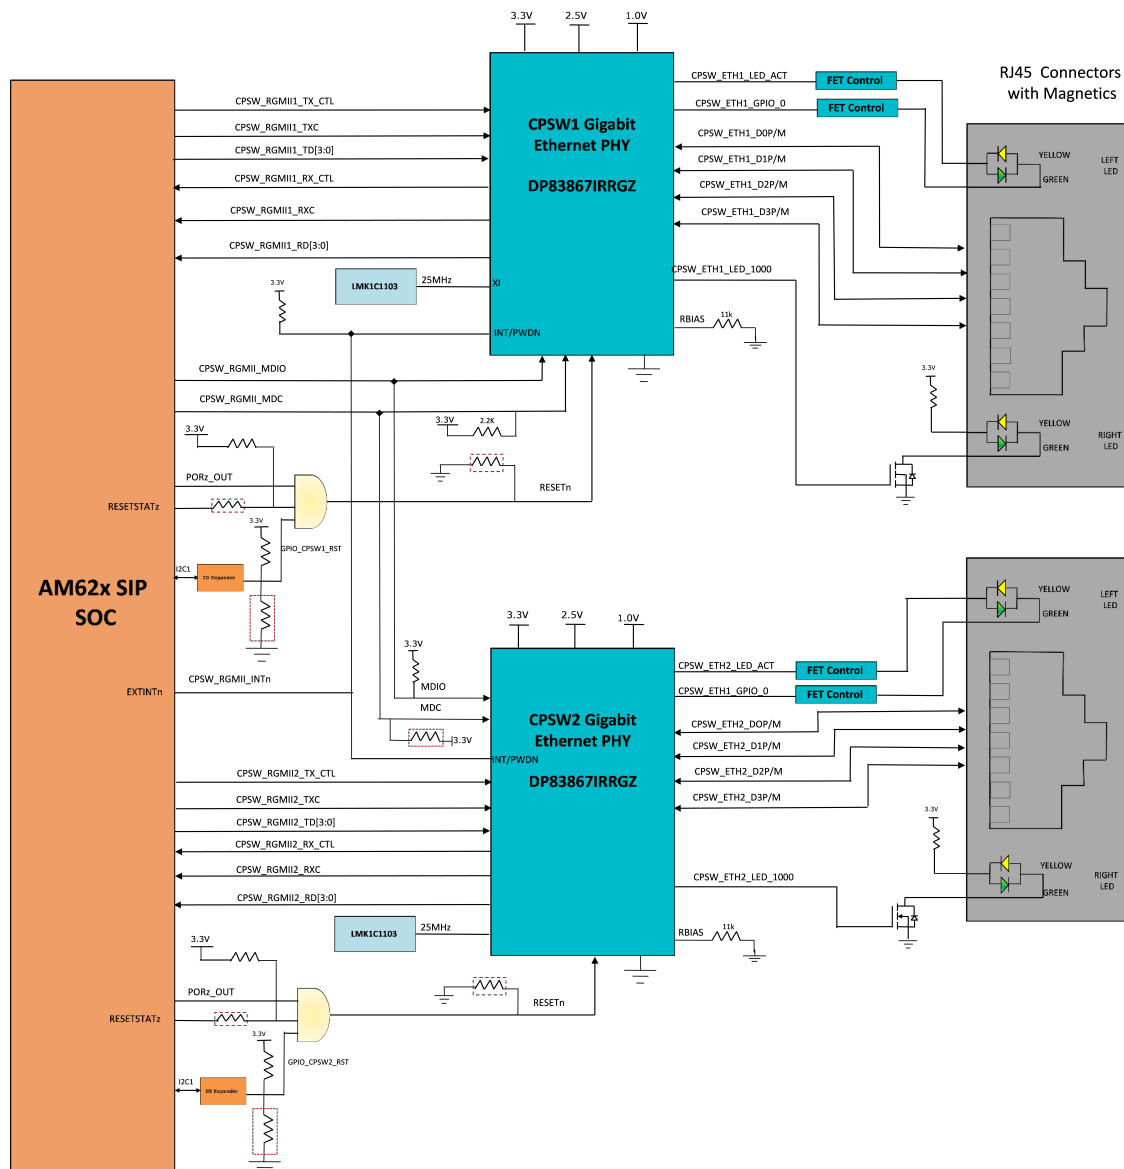 3.3V
2.5V
1.0V
CPSW_ETH1_LED_ACT
FET Control
RJ45 Connectors
with Magnetics
CPSW_RGMII1_TX_CTL
CPSW_ETH1_GPIO_0
FET Control
CPSW1 Gigabit
Ethernet PHY
DP83867IRRGZ
CPSW_RGMII1_TXC
CPSW_RGMII1_TD[3:0]
CPSW_RGMII1_RX_CTL
CPSW_RGMII1_RXC
CPSW_RGMII1_RD[3:0]
CPSW_ETH1_D0P/M
CPSW_ETH1_D1P/M
CPSW_ETH1_D2P/M
CPSW_ETH1_D3P/M
YELLOW
GREEN
LEFT
LED
LMK1C1103
25MHz
XI
CPSW_ETH1_LED_1000
3.3V
INT/PWDN
RBIAS
11k
CPSW_RGMII_MDIO
CPSW_RGMII_MDC
3.3V
2.2K
3.3V
3.3V
YELLOW
GREEN
RIGHT
LED
PORz_OUT
RESETSTATz
RESETn
3.3V
GPIO_CPSW1_RST
I2C1
I/O Expander
AM62x SIP
SOC
3.3V
2.5V
1.0V
YELLOW
GREEN
LEFT
LED
3.3V
CPSW_RGMII_INTn
EXTINTn
MDIO
MDC
3.3V
INT/PWDN
CPSW2 Gigabit
Ethernet PHY
DP83867IRRGZ
CPSW_ETH2_LED_ACT
FET Control
CPSW_ETH1_GPIO_0
FET Control
CPSW_ETH2_D0P/M
CPSW_ETH2_D1P/M
CPSW_ETH2_D2P/M
CPSW_ETH2_D3P/M
CPSW_RGMII2_TX_CTL
CPSW_RGMII2_TXC
CPSW_RGMII2_TD[3:0]
CPSW_RGMII2_RX_CTL
CPSW_RGMII2_RXC
CPSW_RGMII2_RD[3:0]
3.3V
YELLOW
GREEN
RIGHT
LED
CPSW_ETH2_LED_1000
LMK1C1103
25MHz
RBIAS
11k
3.3V
PORz_OUT
RESETSTATz
RESETn
3.3V
GPIO_CPSW2_RST
I2C1
I/O Expander